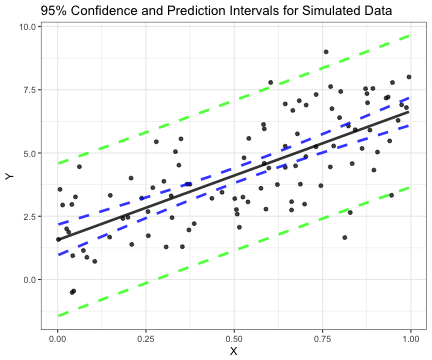 95% Confidence and Prediction Intervals for Simulated Data
10.0
7.5
5.0
2.5
0.0
Y
0.00 0.25 0.50 0.75 1.00
X